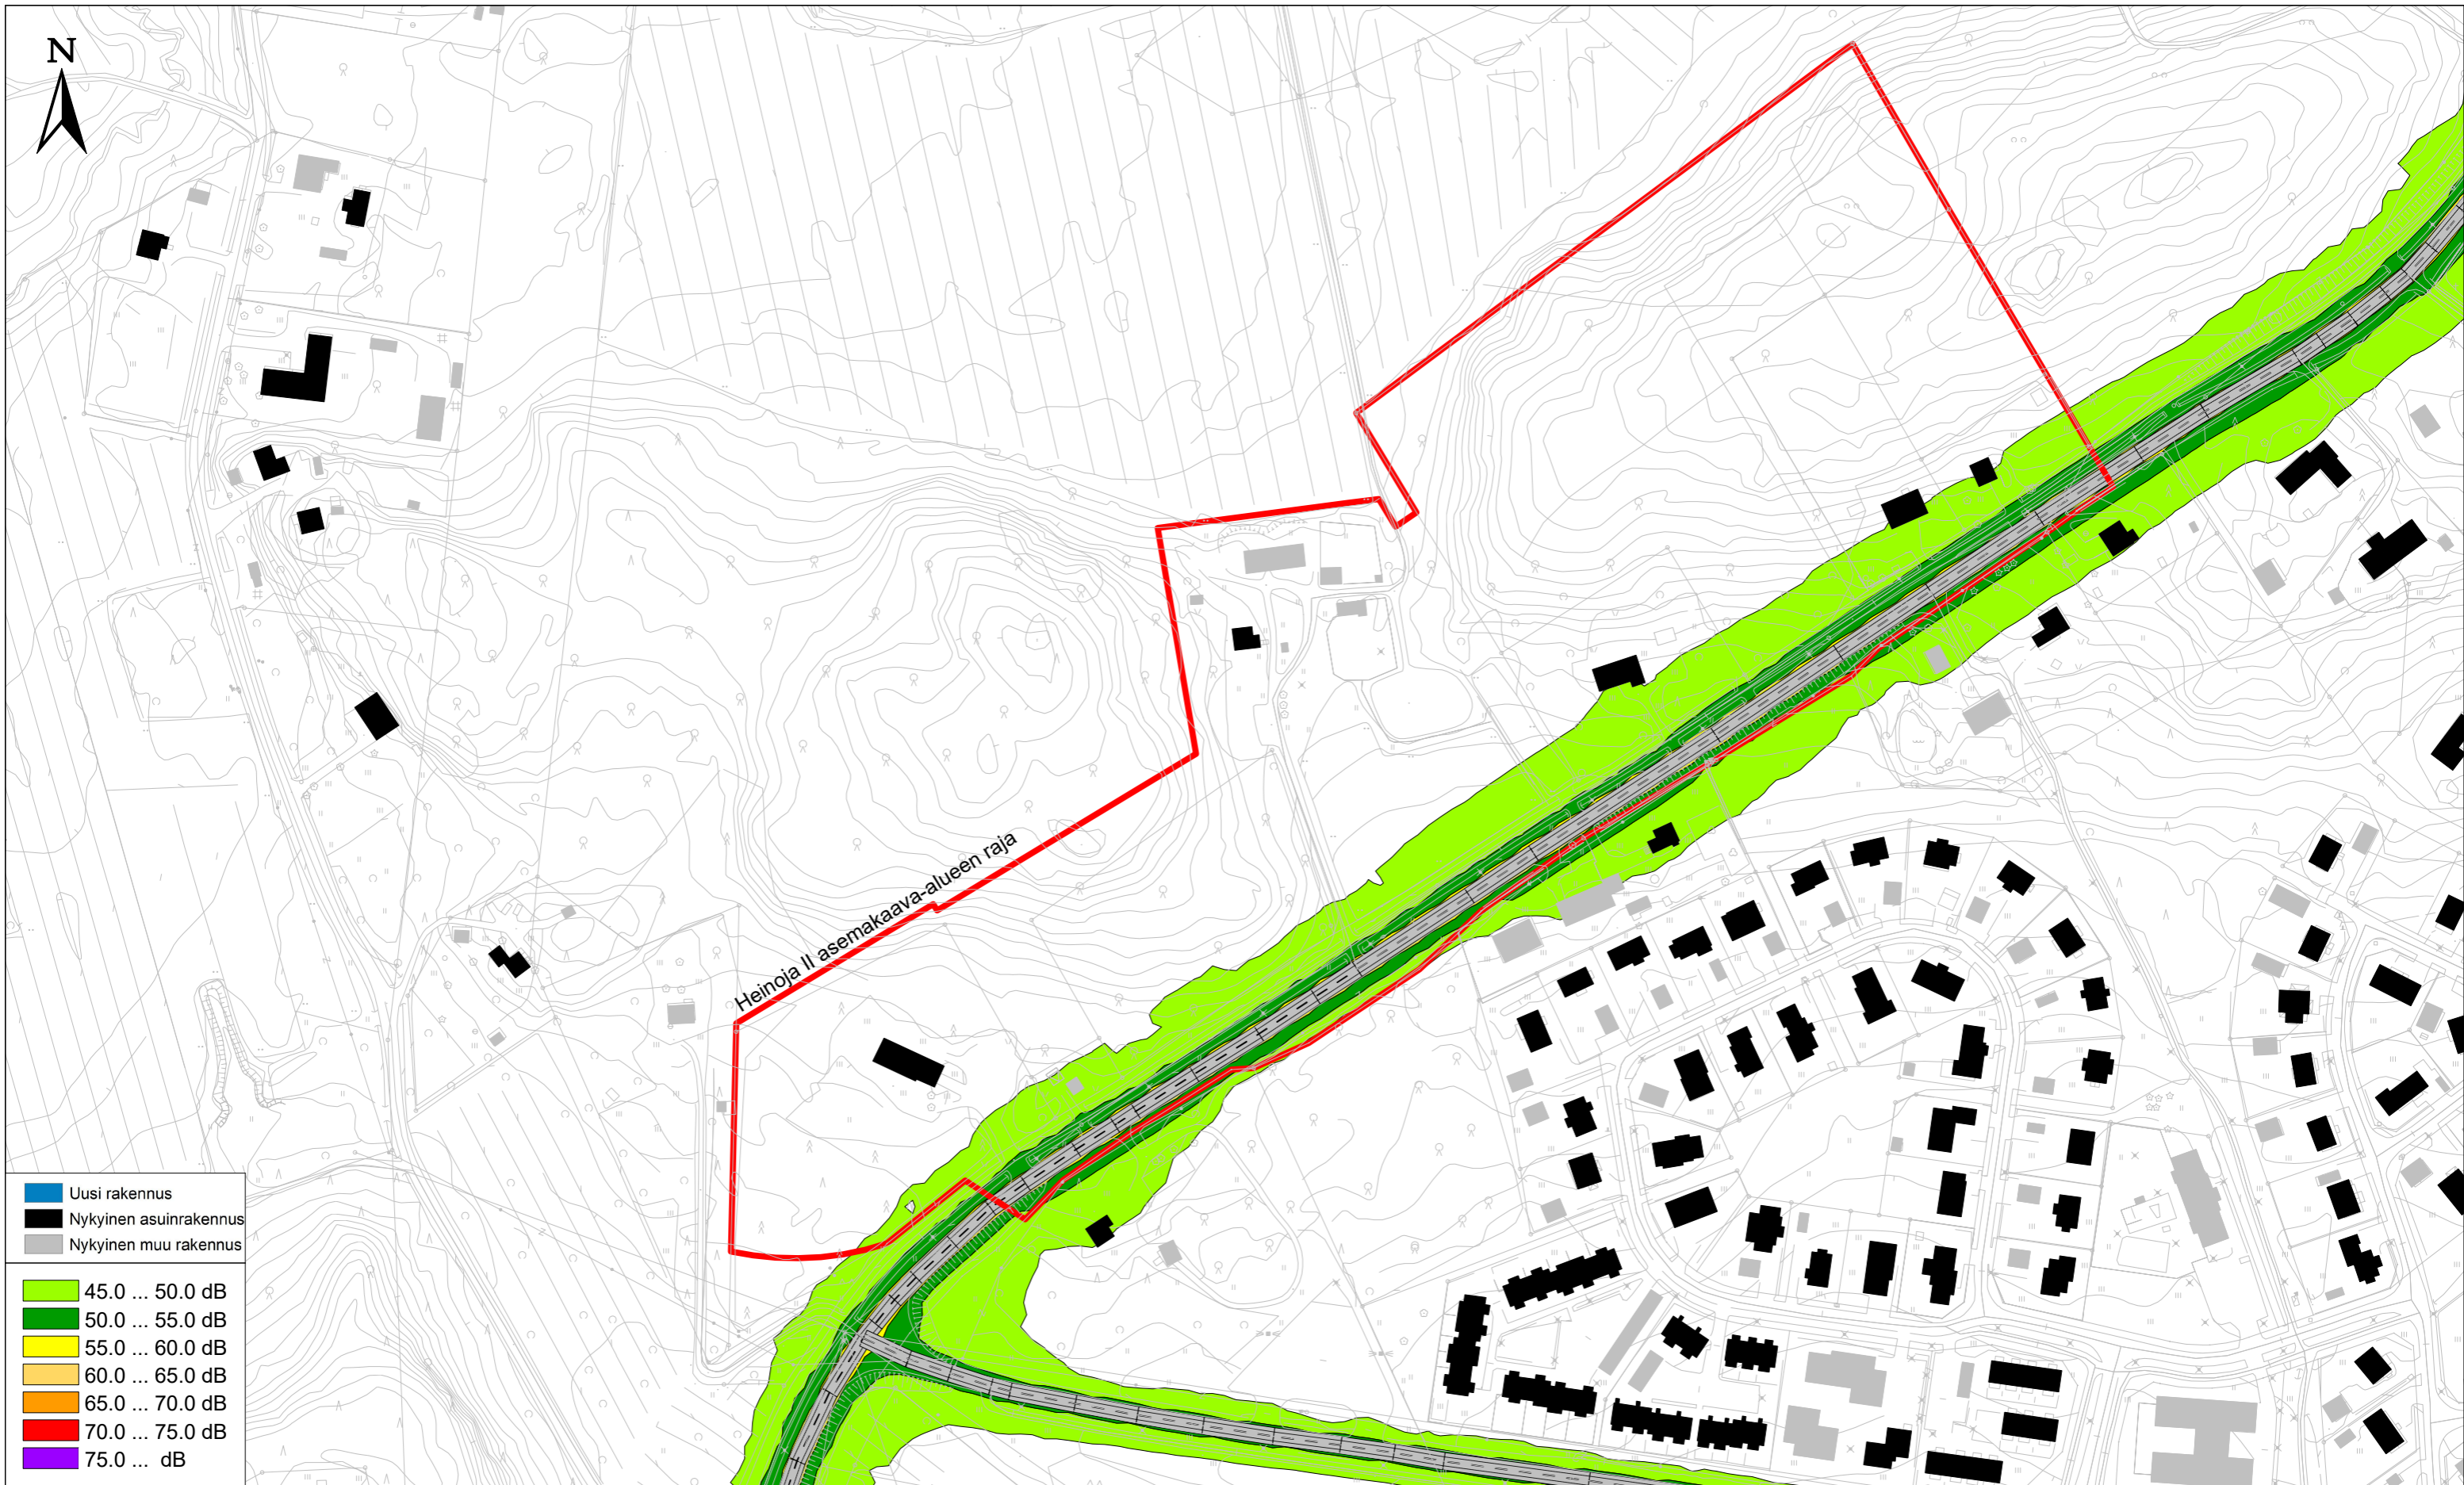 N
Heinoja II asemakaava-alueen raja
Uusi rakennus
Nykyinen asuinrakennus
Nykyinen muu rakennus
45.0 ... 50.0 dB
50.0 ... 55.0 dB
55.0 ... 60.0 dB
60.0 ... 65.0 dB
65.0 ... 70.0 dB
70.0 ... 75.0 dB
75.0 ... dB